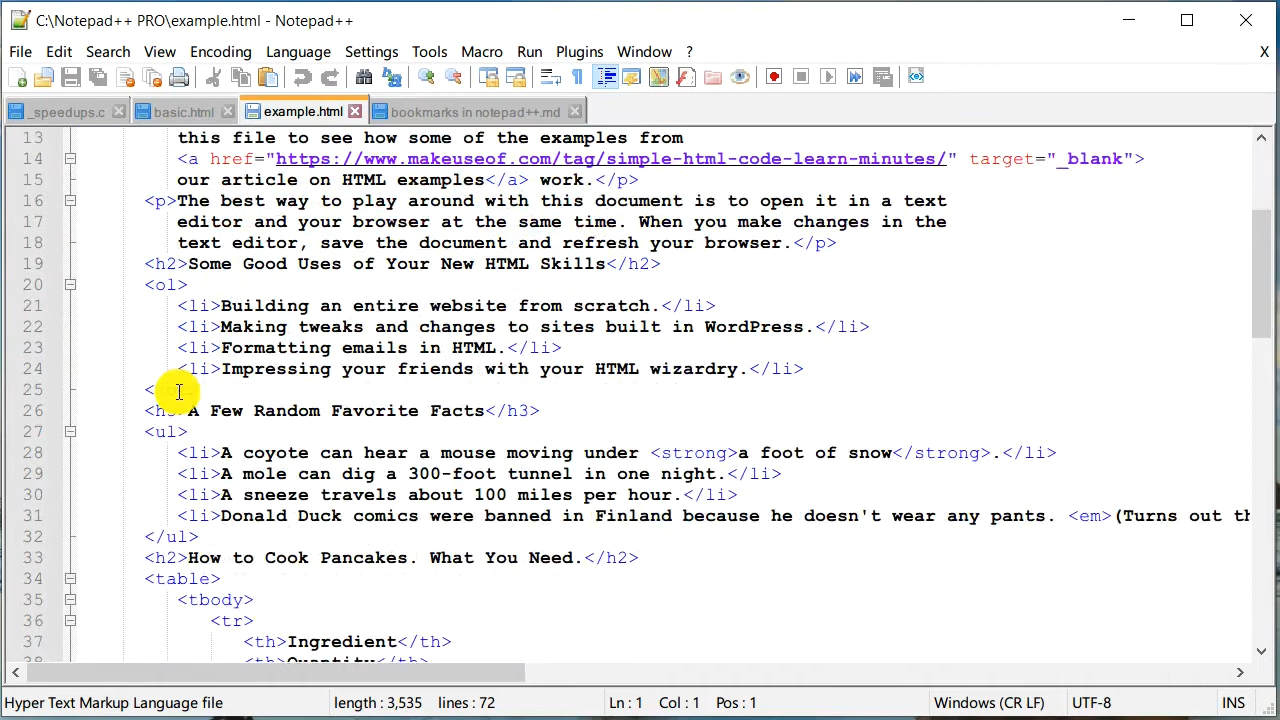 C:\Notepad++ PRO\example.html - Notepad++
File Edit Search View Encoding Language Settings Tools Macro Run Plugins Window ? X
_speedups.c basic.html example.html bookmarks in notepad++.md
13 this file to see how some of the examples from
14 <a href="https://www.makeuseof.com/tag/simple-html-code-learn-minutes/" target="_blank">
15 our article on HTML examples</a> work.</p>
16 <p>The best way to play around with this document is to open it in a text
17 editor and your browser at the same time. When you make changes in the
18 text editor, save the document and refresh your browser.</p>
19 <h2>Some Good Uses of Your New HTML Skills</h2>
20 <ol>
21 <li>Building an entire website from scratch.</li>
22 <li>Making tweaks and changes to sites built in WordPress.</li>
23 <li>Formatting emails in HTML.</li>
24 <li>Impressing your friends with your HTML wizardry.</li>
25
26 A Few Random Favorite Facts</h3>
27 <ul>
28 <li>A coyote can hear a mouse moving under <strong>a foot of snow</strong>.</li>
29 <li>A mole can dig a 300-foot tunnel in one night.</li>
30 <li>A sneeze travels about 100 miles per hour.</li>
31 <li>Donald Duck comics were banned in Finland because he doesn't wear any pants. <em>(Turns out
32 </ul>
33 <h2>How to Cook Pancakes. What You Need.</h2>
34 <table>
35 <tbody>
36 <tr>
37 <th>Ingredient</th>
38 <th>Quantity</th>
Hyper Text Markup Language file length : 3,535 lines : 72 Ln : 1 Col : 1 Pos : 1 Windows (CR LF) UTF-8 INS